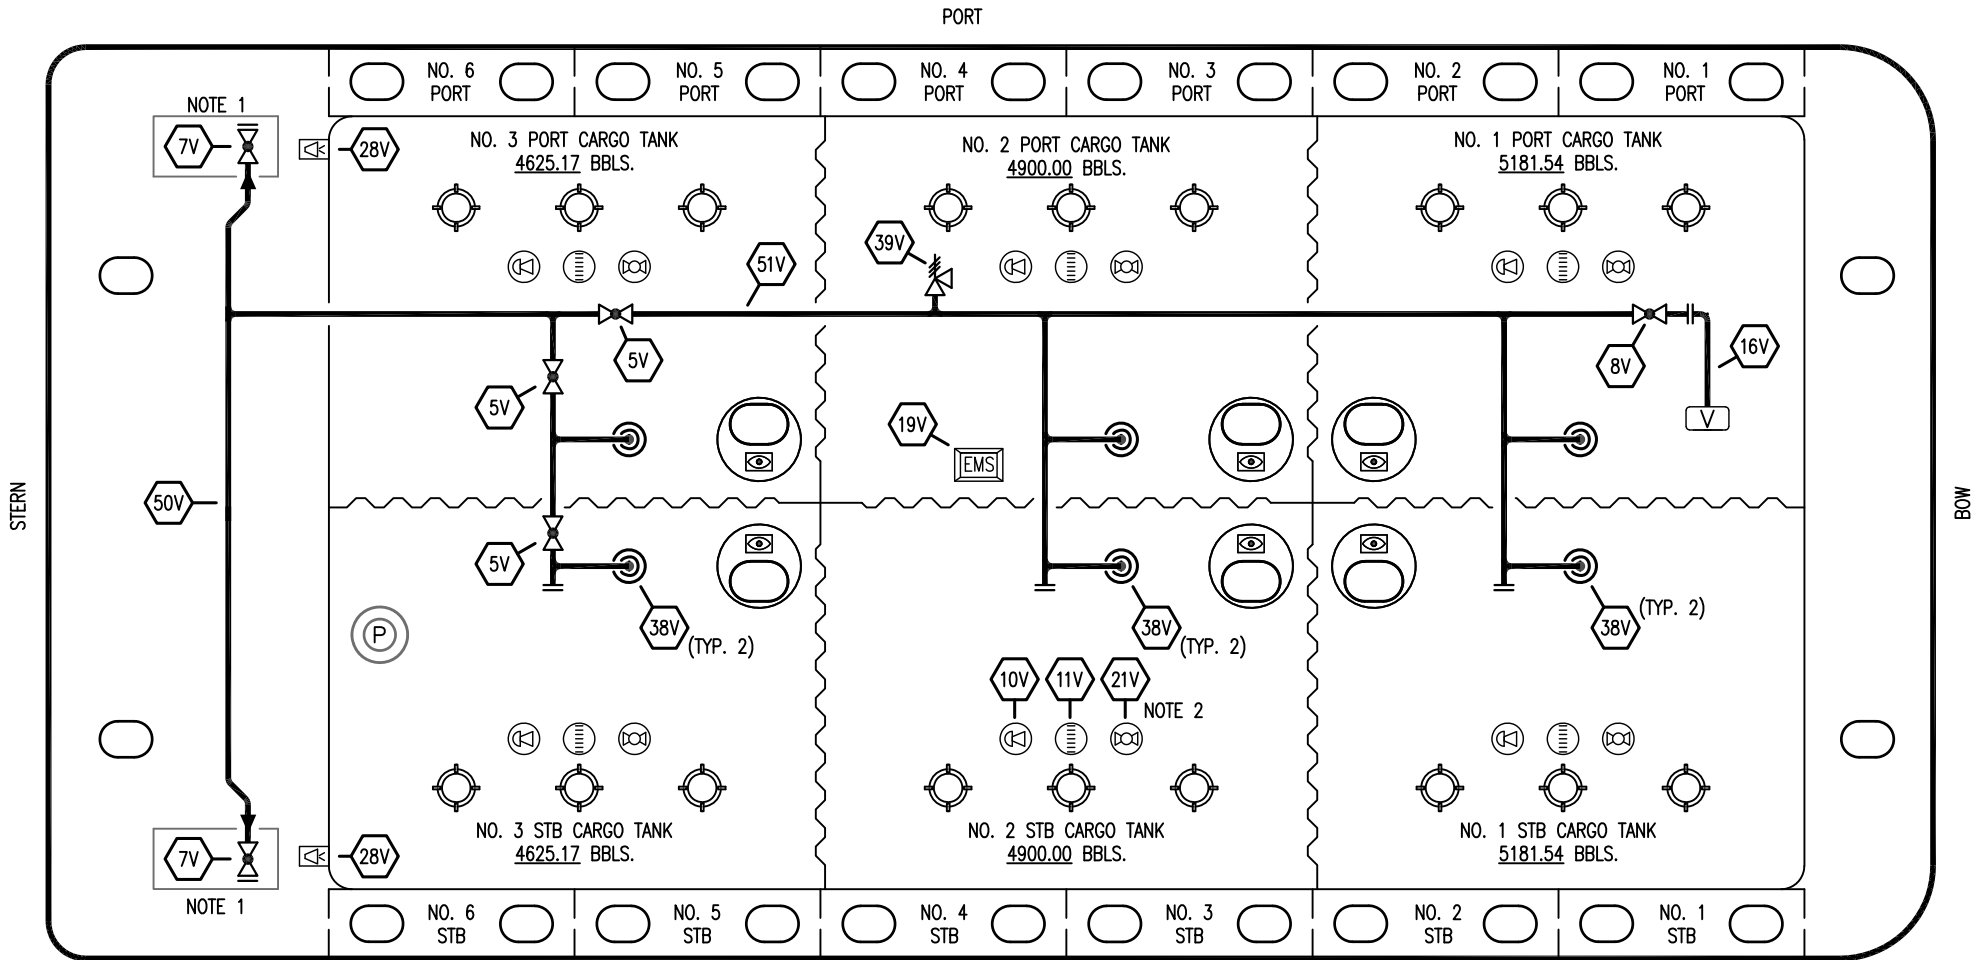 PORT
NO. 6 PORT
NO. 5 PORT
NO. 4 PORT
NO. 3 PORT
NO. 2 PORT
NO. 1 PORT
NOTE 1
7V
28V
NO. 3 PORT CARGO TANK
4625.17 BBLS.
NO. 2 PORT CARGO TANK
4900.00 BBLS.
NO. 1 PORT CARGO TANK
5181.54 BBLS.
39V
51V
5V
8V
16V
5V
V
19V
EMS
STERN
50V
BOW
5V
38V
(TYP. 2)
38V
(TYP. 2)
38V
(TYP. 2)
P
10V
11V
21V
NOTE 2
NO. 3 STB CARGO TANK
4625.17 BBLS.
NO. 2 STB CARGO TANK
4900.00 BBLS.
NO. 1 STB CARGO TANK
5181.54 BBLS.
7V
28V
NOTE 1
NO. 6 STB
NO. 5 STB
NO. 4 STB
NO. 3 STB
NO. 2 STB
NO. 1 STB